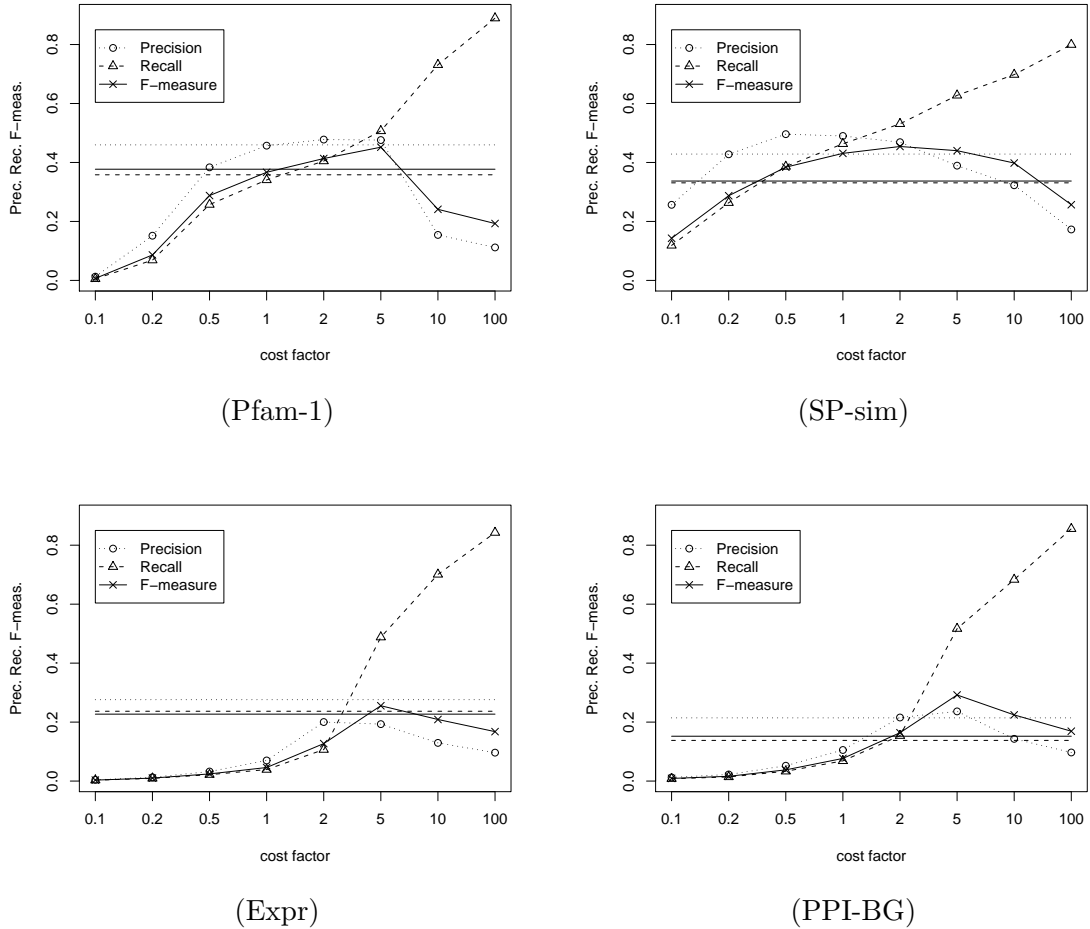 Prec. Rec. F−meas.
0.0 0.2 0.4 0.6 0.8
Precision
Recall
F−measure
0.1 0.2 0.5 1 2 5 10 100
cost factor
(Pfam-1)
Prec. Rec. F−meas.
0.0 0.2 0.4 0.6 0.8
Precision
Recall
F−measure
0.1 0.2 0.5 1 2 5 10 100
cost factor
(SP-sim)
Prec. Rec. F−meas.
0.0 0.2 0.4 0.6 0.8
Precision
Recall
F−measure
0.1 0.2 0.5 1 2 5 10 100
cost factor
(Expr)
Prec. Rec. F−meas.
0.0 0.2 0.4 0.6 0.8
Precision
Recall
F−measure
0.1 0.2 0.5 1 2 5 10 100
cost factor
(PPI-BG)